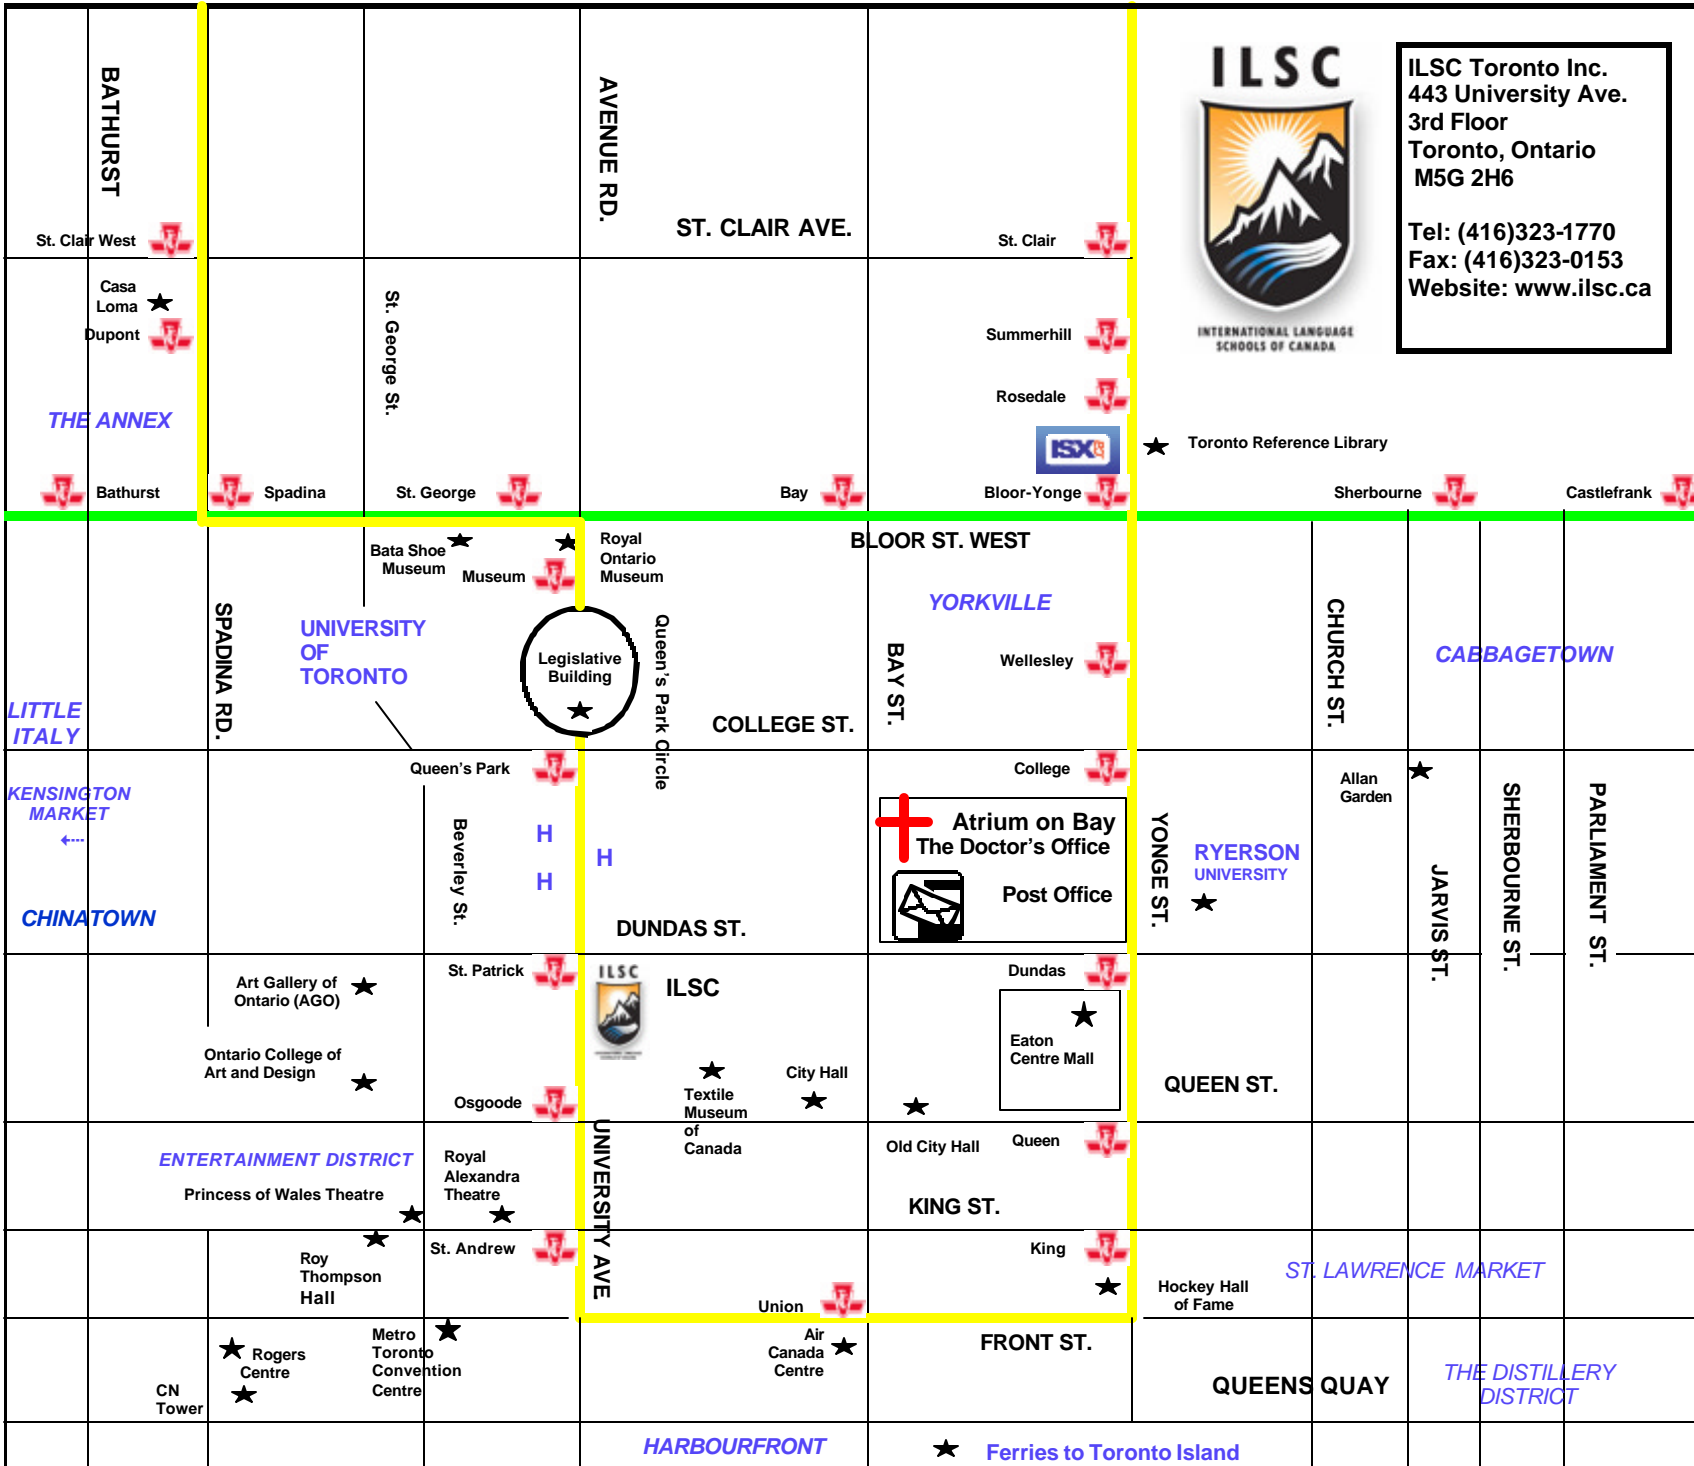 BATHURST
AVENUE RD.
ILSC
INTERNATIONAL LANGUAGE
SCHOOLS OF CANADA
ILSC Toronto Inc.
443 University Ave.
3rd Floor
Toronto, Ontario
M5G 2H6
Tel: (416)323-1770
Fax: (416)323-0153
Website: www.ilsc.ca
ST. CLAIR AVE.
St. Clair West
St. Clair
Casa
Loma
Dupont
St. George St.
Summerhill
Rosedale
THE ANNEX
ISX
Toronto Reference Library
Bathurst
Spadina
St. George
Bay
Bloor-Yonge
Sherbourne
Castlefrank
BLOOR ST. WEST
Bata Shoe
Museum
Museum
Royal
Ontario
Museum
YORKVILLE
SPADINA RD.
UNIVERSITY
OF
TORONTO
Legislative
Building
Queen's Park Circle
BAY ST.
Wellesley
CHURCH ST.
CABBAGETOWN
LITTLE
ITALY
COLLEGE ST.
Queen's Park
College
Allan
Garden
KENSINGTON
MARKET
Beverley St.
H
H
H
Atrium on Bay
The Doctor's Office
Post Office
YONGE ST.
RYERSON
UNIVERSITY
JARVIS ST.
SHERBOURNE ST.
PARLIAMENT ST.
CHINATOWN
DUNDAS ST.
St. Patrick
ILSC
ILSC
Dundas
Art Gallery of
Ontario (AGO)
Eaton
Centre Mall
Ontario College of
Art and Design
City Hall
Textile
Museum
of
Canada
QUEEN ST.
Osgoode
UNIVERSITY AVE.
Old City Hall
Queen
ENTERTAINMENT DISTRICT
Royal
Alexandra
Theatre
Princess of Wales Theatre
KING ST.
St. Andrew
King
Roy
Thompson
Hall
ST. LAWRENCE MARKET
Hockey Hall
of Fame
Union
FRONT ST.
Metro
Toronto
Convention
Centre
Air
Canada
Centre
Rogers
Centre
CN
Tower
QUEENS QUAY
THE DISTILLERY
DISTRICT
HARBOURFRONT
Ferries to Toronto Island